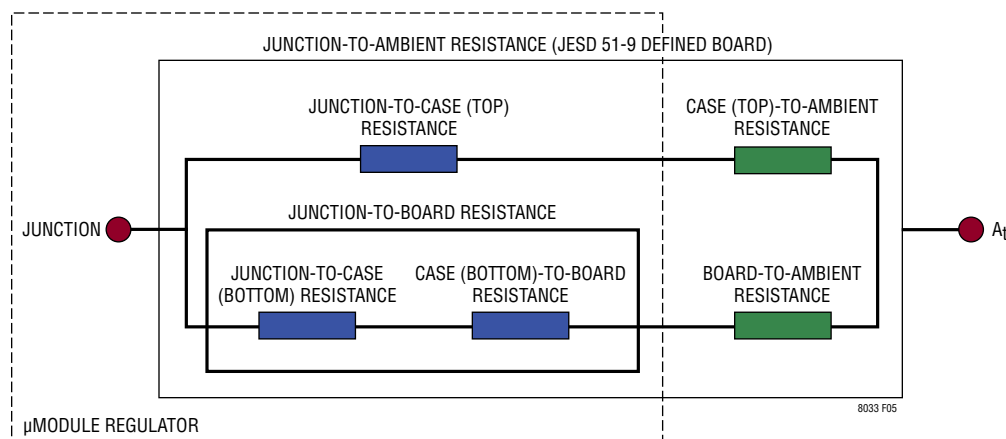 JUNCTION-TO-AMBIENT RESISTANCE (JESD 51-9 DEFINED BOARD)
JUNCTION-TO-CASE (TOP)
RESISTANCE
CASE (TOP)-TO-AMBIENT
RESISTANCE
JUNCTION
JUNCTION-TO-BOARD RESISTANCE
At
JUNCTION-TO-CASE
(BOTTOM) RESISTANCE
CASE (BOTTOM)-TO-BOARD
RESISTANCE
BOARD-TO-AMBIENT
RESISTANCE
8033 F05
µMODULE REGULATOR